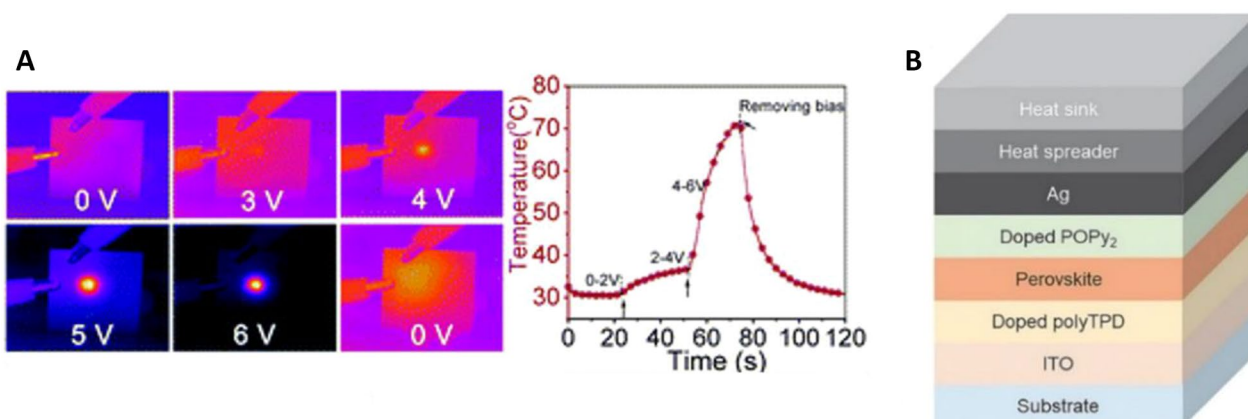 A
0 V
3 V
4 V
5 V
6 V
0 V
Temperature(°C)
80
70
60
50
40
30
Removing bias
4-6V
2-4V
0-2V
0 20 40 60 80 100 120
Time (s)
B
Heat sink
Heat spreader
Ag
Doped POPy₂
Perovskite
Doped polyTPD
ITO
Substrate